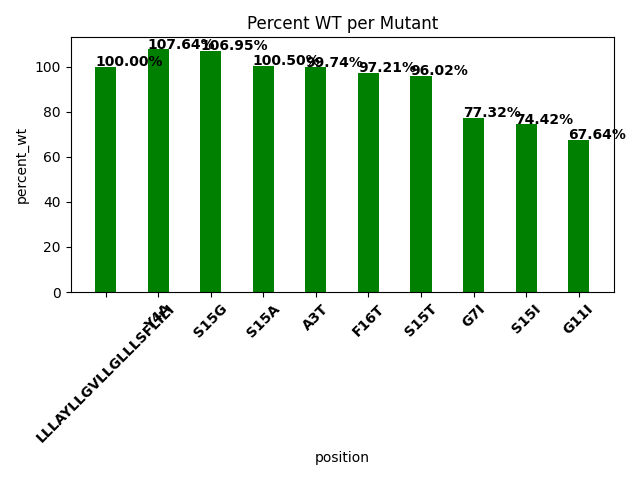 Percent WT per Mutant
percent_wt
100
80
60
40
20
0
100.00%
107.64%
106.95%
100.50%
99.74%
97.21%
96.02%
77.32%
74.42%
67.64%
LLLAYLLGVLLGLLLSFLILI
Y4A
S15G
S15A
A3T
F16T
S15T
G7I
S15I
G11I
position